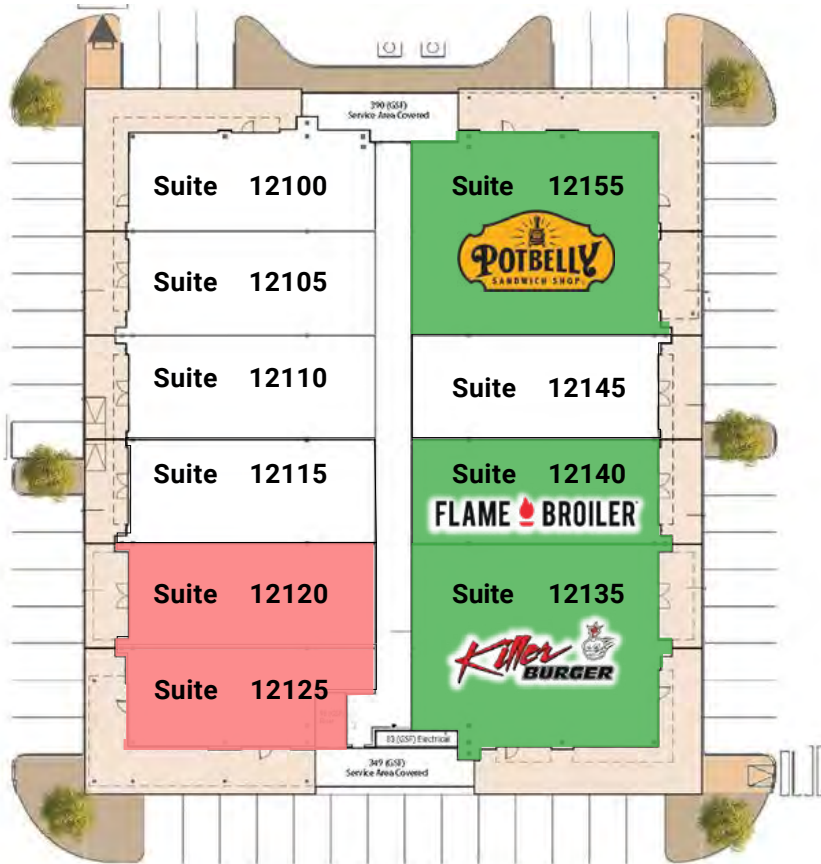 390 (GSF)
Service Area Covered
Suite 12100
Suite 12155
POTBELLY
SANDWICH SHOP
Suite 12105
Suite 12110
Suite 12145
Suite 12115
Suite 12140
FLAME BROILER
Suite 12120
Suite 12135
Killer
BURGER
Suite 12125
83 (GSF) Electrical
349 (GSF)
Service Area Covered